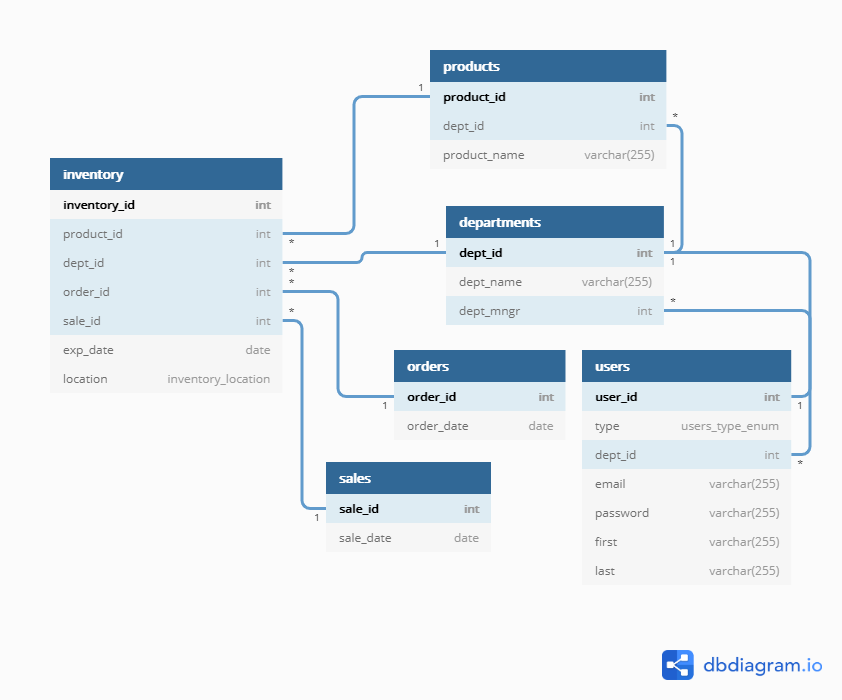 products
1
product_id int
*
dept_id int
product_name varchar(255)
inventory
inventory_id int
product_id int
*
dept_id int
*
*
order_id int
*
sale_id int
exp_date date
location inventory_location
departments
1
dept_id int
1
1
dept_name varchar(255)
*
dept_mngr int
orders
order_id int
1
order_date date
users
user_id int
1
type users_type_enum
dept_id int
*
email varchar(255)
password varchar(255)
first varchar(255)
last varchar(255)
sales
sale_id int
1
sale_date date
dbdiagram.io